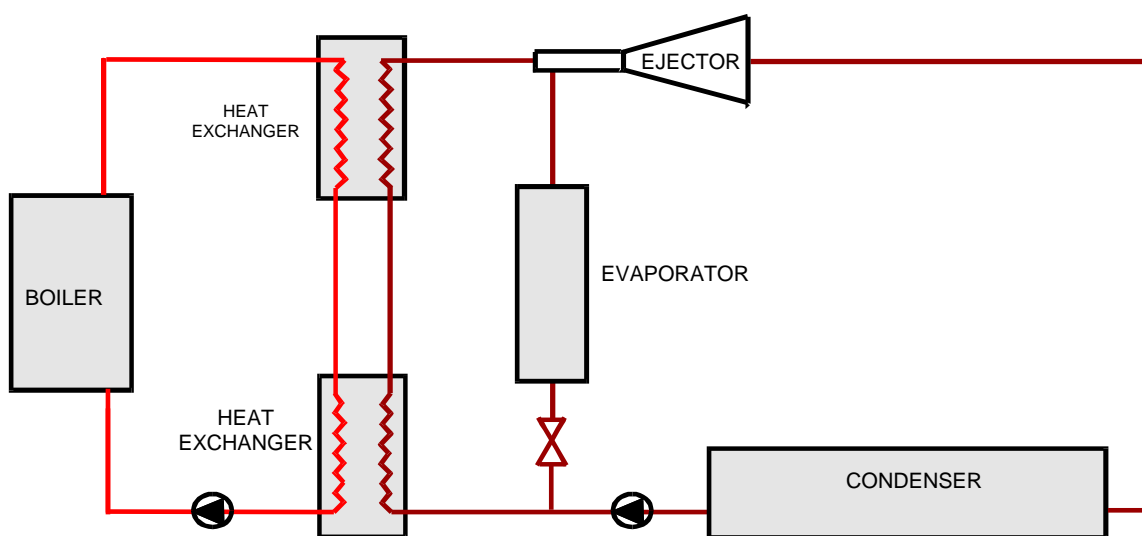 EJECTOR
HEAT
EXCHANGER
EVAPORATOR
BOILER
HEAT
EXCHANGER
CONDENSER